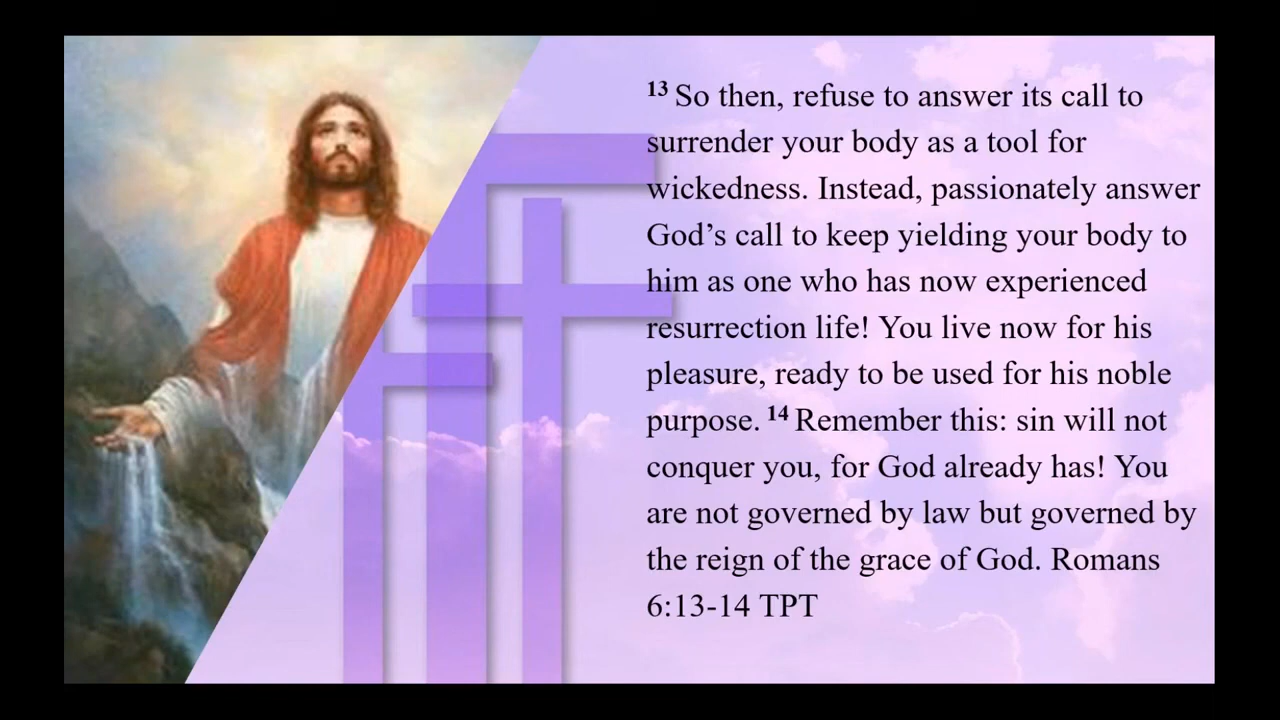 13 So then, refuse to answer its call to
surrender your body as a tool for
wickedness. Instead, passionately answer
God’s call to keep yielding your body to
him as one who has now experienced
resurrection life! You live now for his
pleasure, ready to be used for his noble
purpose. 14 Remember this: sin will not
conquer you, for God already has! You
are not governed by law but governed by
the reign of the grace of God. Romans
6:13-14 TPT